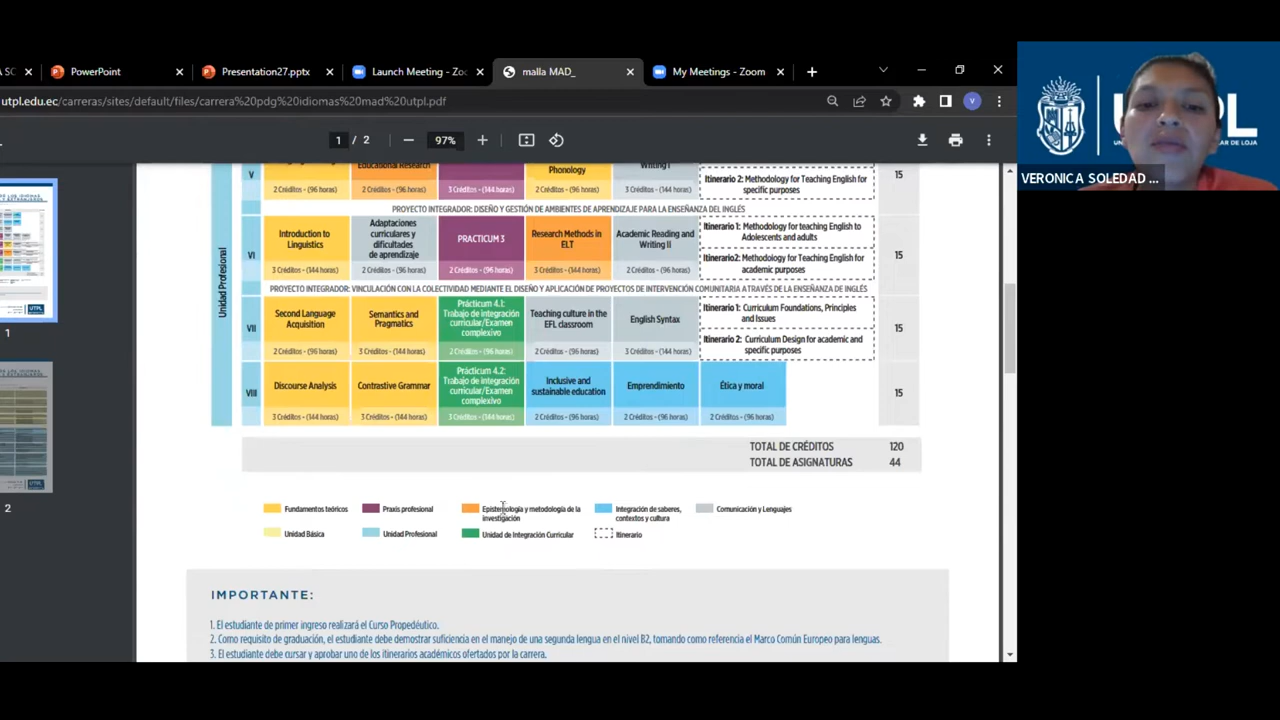 A SC
PowerPoint
Presentation27.pptx
Launch Meeting - Zo
malla MAD_
My Meetings - Zoom
utpl.edu.ec/carreras/sites/default/files/carrera%20pdg%20idiomas%20mad%20utpl.pdf
V
1 / 2
97%
UTPL
VERONICA SOLEDAD ...
Educational Research
Phonology
Writing I
V
2 Créditos - (96 horas)
2 Créditos - (96 horas)
3 Créditos - (144 horas)
2 Créditos - (96 horas)
3 Créditos - (144 horas)
Itinerario 2: Methodology for Teaching English for
specific purposes
15
PROYECTO INTEGRADOR: DISEÑO Y GESTIÓN DE AMBIENTES DE APRENDIZAJE PARA LA ENSEÑANZA DEL INGLÉS
Unidad Profesional
VI
Introduction to
Linguistics
3 Créditos - (144 horas)
Adaptaciones
curriculares y
dificultades
de aprendizaje
2 Créditos - (96 horas)
PRACTICUM 3
2 Créditos - (96 horas)
Research Methods in
ELT
3 Créditos - (144 horas)
Academic Reading and
Writing II
2 Créditos - (96 horas)
Itinerario 1: Methodology for teaching English to
Adolescents and adults
Itinerario2: Methodology for Teaching English for
academic purposes
15
PROYECTO INTEGRADOR: VINCULACIÓN CON LA COLECTIVIDAD MEDIANTE EL DISEÑO Y APLICACIÓN DE PROYECTOS DE INTERVENCIÓN COMUNITARIA A TRAVÉS DE LA ENSEÑANZA DE INGLÉS
VII
Second Language
Acquisition
2 Créditos - (96 horas)
Semantics and
Pragmatics
3 Créditos - (144 horas)
Prácticum 4.1:
Trabajo de integración
curricular/Examen
complexivo
2 Créditos - (96 horas)
Teaching culture in the
EFL classroom
2 Créditos - (96 horas)
English Syntax
3 Créditos - (144 horas)
Itinerario 1: Curriculum Foundations, Principles
and Issues
Itinerario 2: Curriculum Design for academic and
specific purposes
15
VIII
Discourse Analysis
3 Créditos - (144 horas)
Contrastive Grammar
3 Créditos - (144 horas)
Prácticum 4.2:
Trabajo de integración
curricular/Examen
complexivo
3 Créditos - (144 horas)
Inclusive and
sustainable education
2 Créditos - (96 horas)
Emprendimiento
2 Créditos - (96 horas)
Ética y moral
2 Créditos - (96 horas)
15
TOTAL DE CRÉDITOS 120
TOTAL DE ASIGNATURAS 44
Fundamentos teóricos
Praxis profesional
Epistemología y metodología de la
investigación
Integración de saberes,
contextos y cultura
Comunicación y Lenguajes
Unidad Básica
Unidad Profesional
Unidad de Integración Curricular
Itinerario
IMPORTANTE:
1. El estudiante de primer ingreso realizará el Curso Propedéutico.
2. Como requisito de graduación, el estudiante debe demostrar suficiencia en el manejo de una segunda lengua en el nivel B2, tomando como referencia el Marco Común Europeo para lenguas.
3. El estudiante debe cursar y aprobar uno de los itinerarios académicos ofertados por la carrera.
1
2